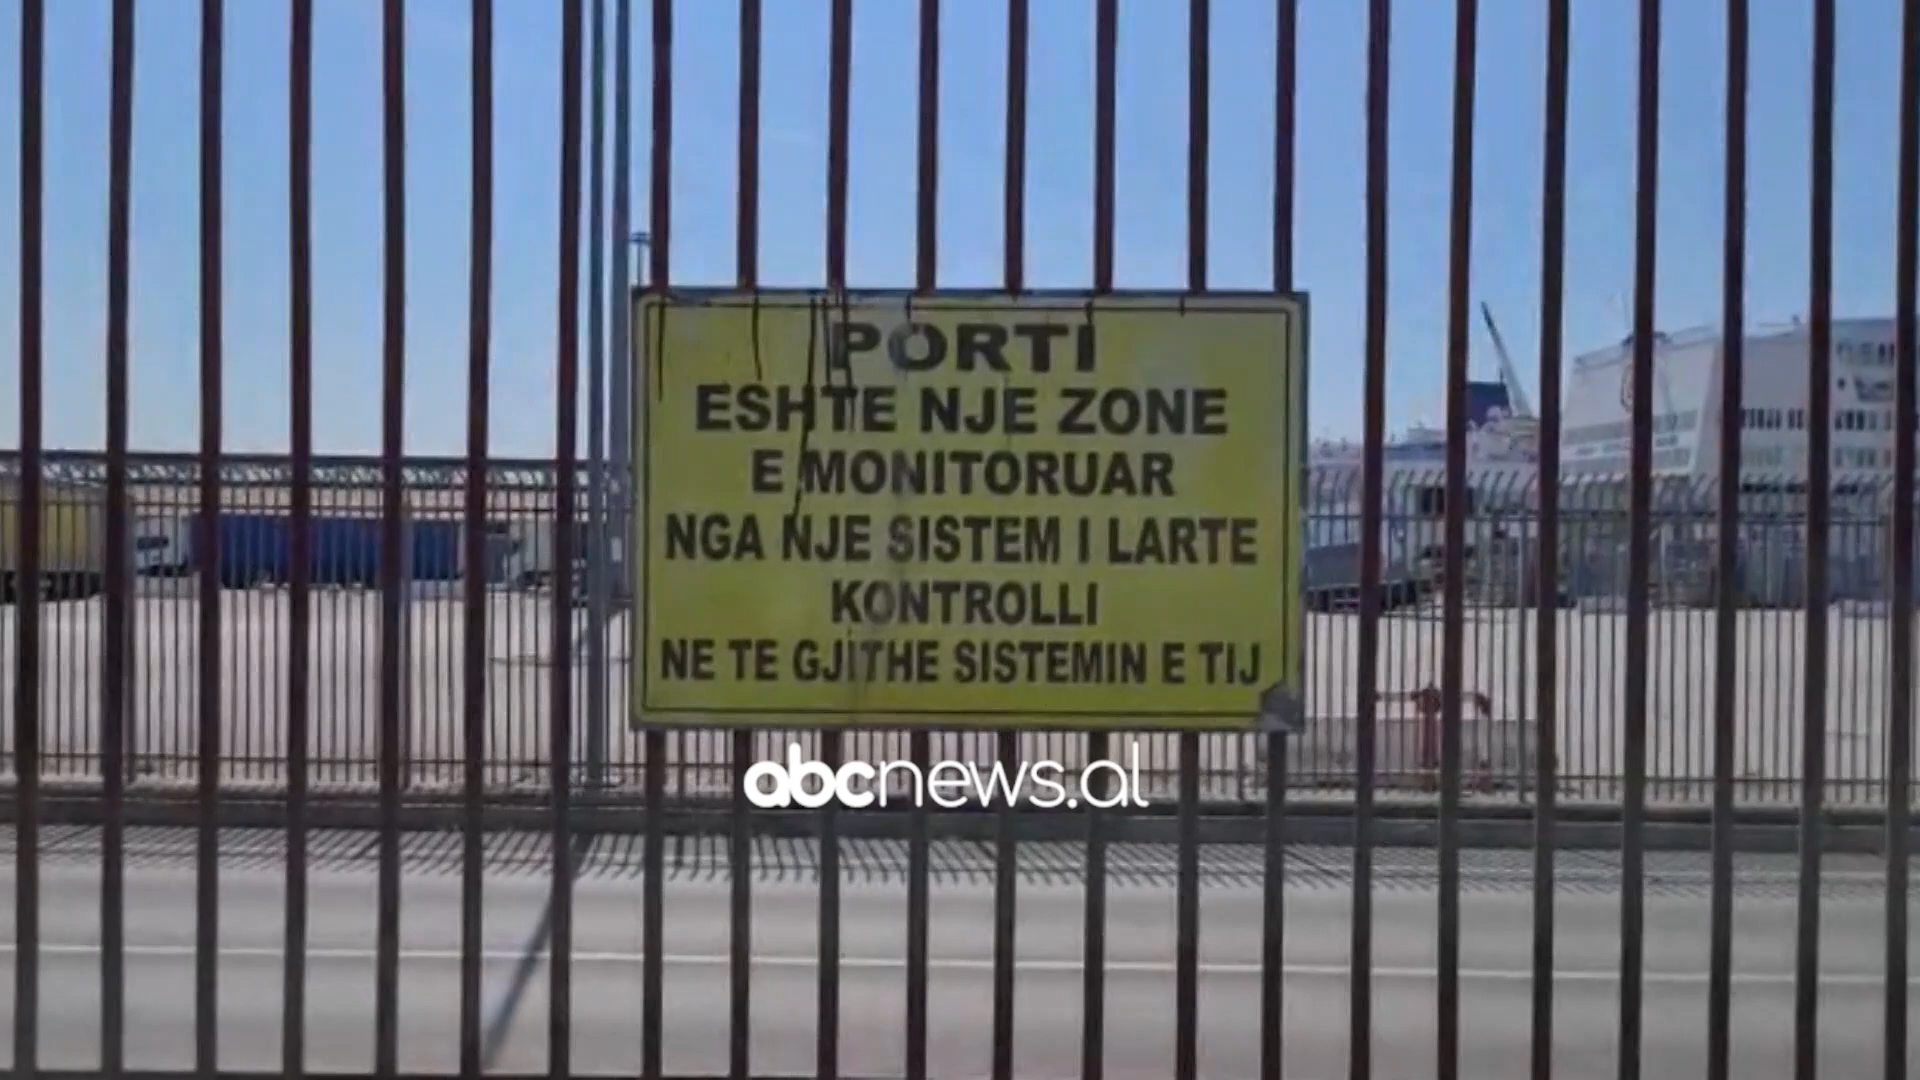 PORTI
ESHTE NJE ZONE
E MONITORUAR
NGA NJE SISTEM I LARTE
KONTROLLI
NE TE GJITHE SISTEMIN E TIJ
abcnews.al